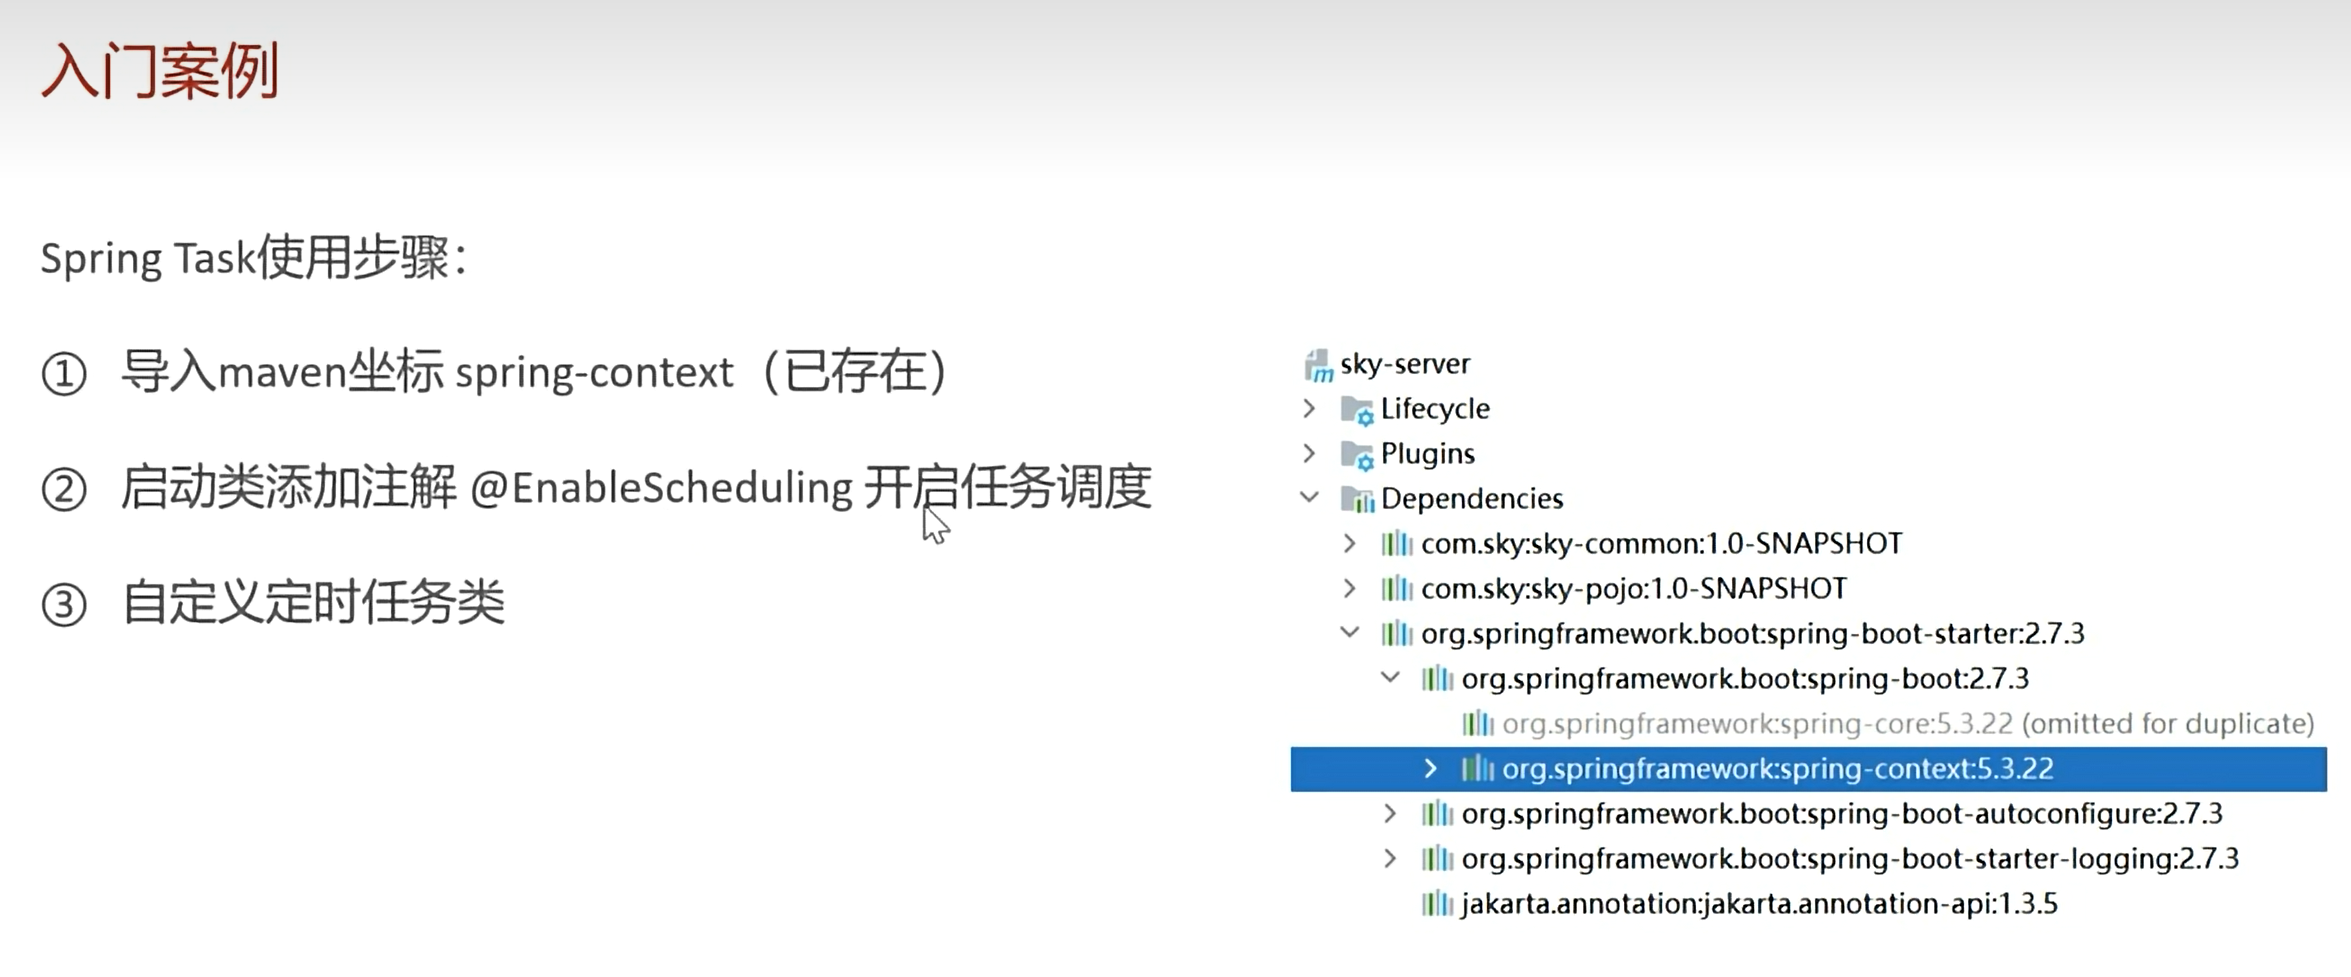 入门案例
Spring Task使用步骤：
① 导入maven坐标 spring-context（已存在）
② 启动类添加注解 @EnableScheduling 开启任务调度
③ 自定义定时任务类
sky-server
Lifecycle
Plugins
Dependencies
com.sky:sky-common:1.0-SNAPSHOT
com.sky:sky-pojo:1.0-SNAPSHOT
org.springframework.boot:spring-boot-starter:2.7.3
org.springframework.boot:spring-boot:2.7.3
org.springframework:spring-core:5.3.22 (omitted for duplicate)
org.springframework:spring-context:5.3.22
org.springframework.boot:spring-boot-autoconfigure:2.7.3
org.springframework.boot:spring-boot-starter-logging:2.7.3
jakarta.annotation:jakarta.annotation-api:1.3.5